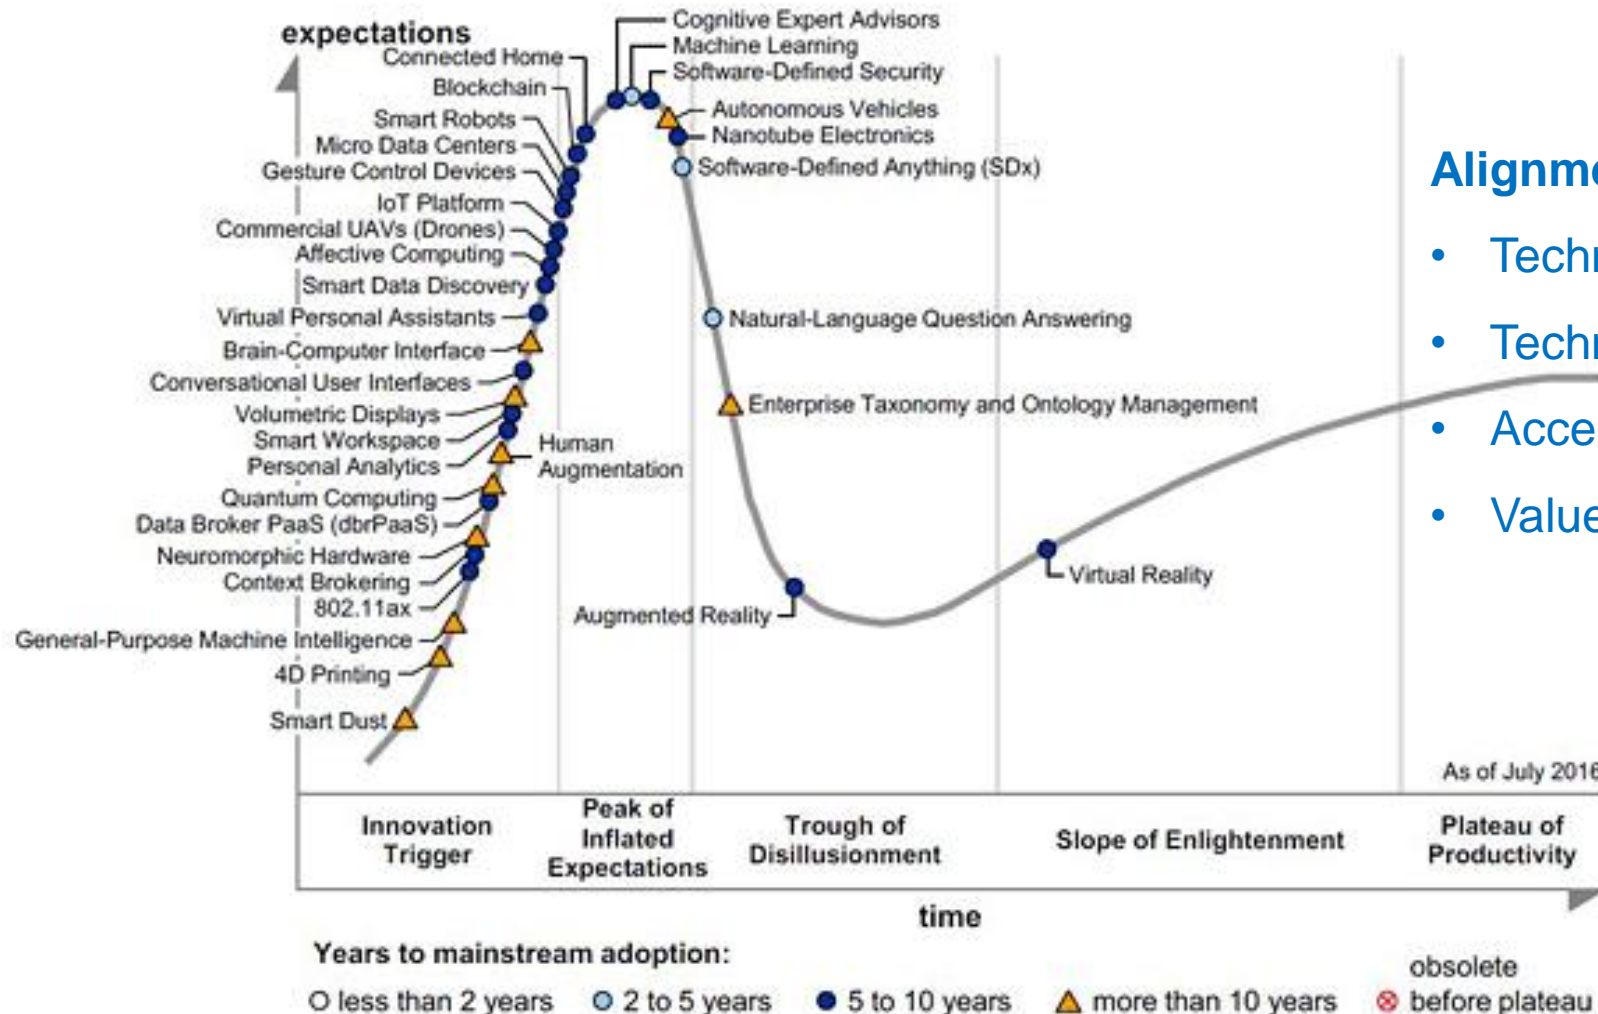 expectations
Cognitive Expert Advisors
Machine Learning
Software-Defined Security
Connected Home
Blockchain
Smart Robots
Micro Data Centers
Gesture Control Devices
IoT Platform
Commercial UAVs (Drones)
Affective Computing
Smart Data Discovery
Virtual Personal Assistants
Brain-Computer Interface
Conversational User Interfaces
Volumetric Displays
Smart Workspace
Personal Analytics
Human
Augmentation
Quantum Computing
Data Broker PaaS (dbrPaaS)
Neuromorphic Hardware
Context Brokering
802.11ax
General-Purpose Machine Intelligence
4D Printing
Smart Dust
Autonomous Vehicles
Nanotube Electronics
Software-Defined Anything (SDx)
Natural-Language Question Answering
Enterprise Taxonomy and Ontology Management
Augmented Reality
Virtual Reality
As of July 2016
Innovation
Trigger
Peak of
Inflated
Expectations
Trough of
Disillusionment
Slope of Enlightenment
Plateau of
Productivity
time
Years to mainstream adoption:
less than 2 years
2 to 5 years
5 to 10 years
more than 10 years
obsolete
before plateau